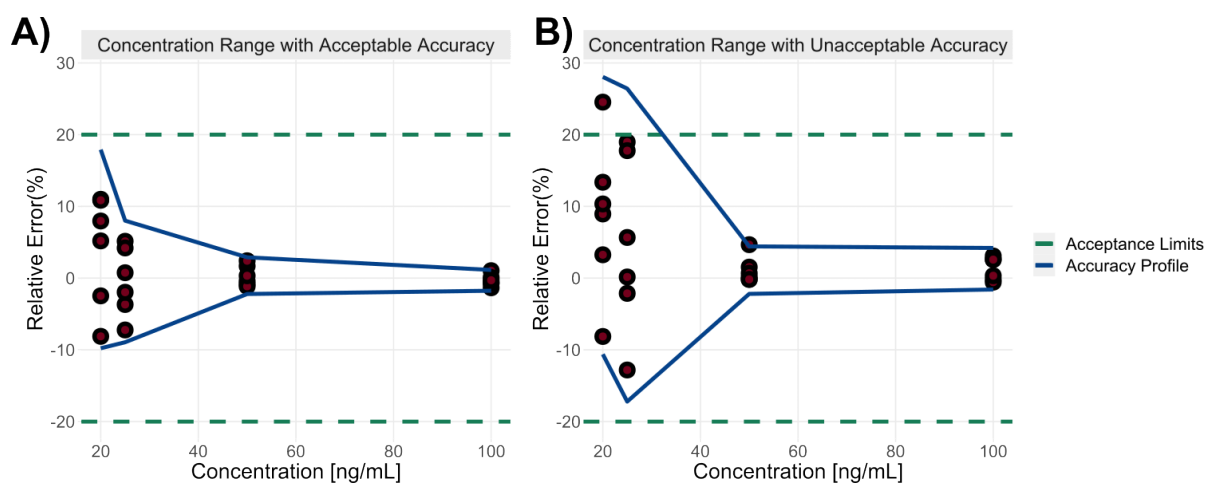 A)
Concentration Range with Acceptable Accuracy
30
20
10
0
-10
-20
Relative Error(%)
20 40 60 80 100
Concentration [ng/mL]
B)
Concentration Range with Unacceptable Accuracy
30
20
10
0
-10
-20
Relative Error(%)
20 40 60 80 100
Concentration [ng/mL]
Acceptance Limits
Accuracy Profile